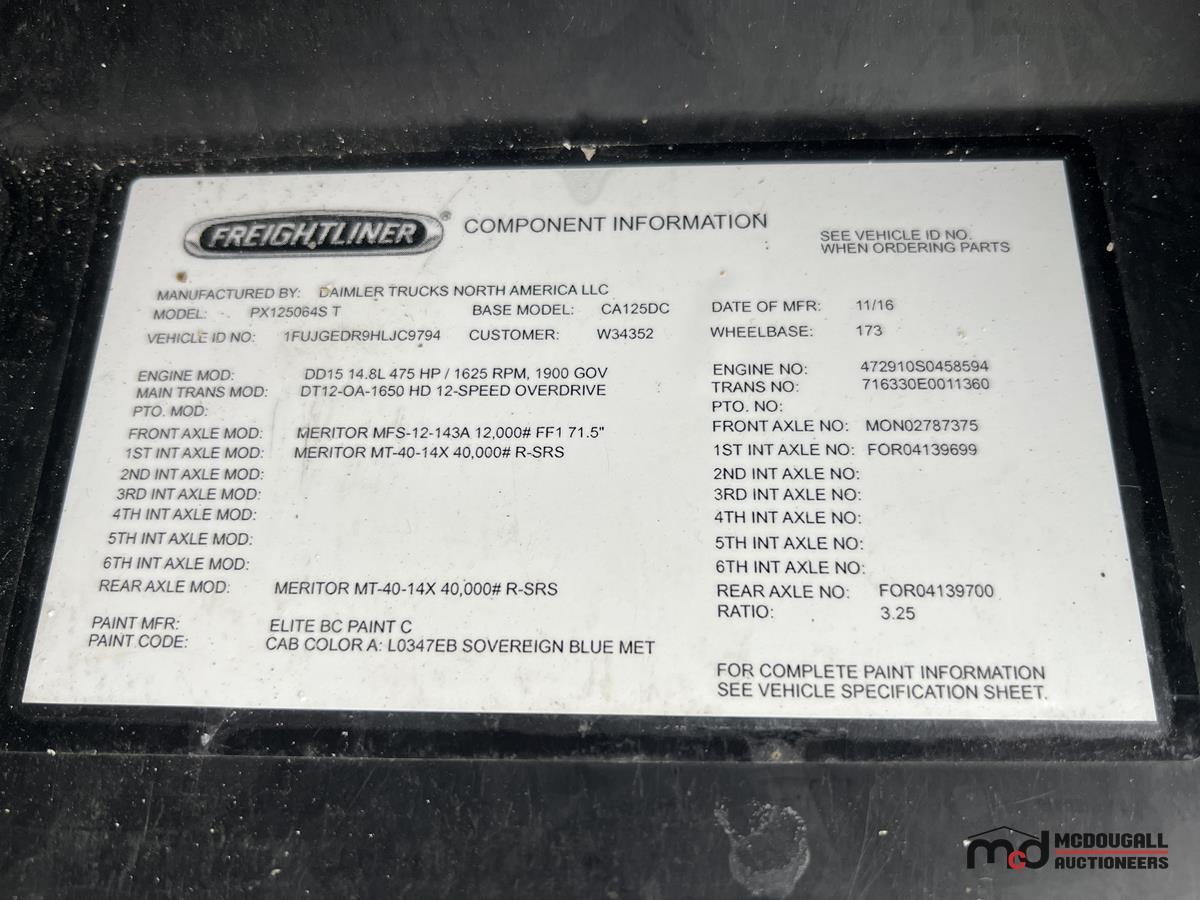 FREIGHTLINER® COMPONENT INFORMATION
SEE VEHICLE ID NO.
WHEN ORDERING PARTS
MANUFACTURED BY: DAIMLER TRUCKS NORTH AMERICA LLC
MODEL: PX125064S T BASE MODEL: CA125DC DATE OF MFR: 11/16
VEHICLE ID NO: 1FUJGEDR9HLJC9794 CUSTOMER: W34352 WHEELBASE: 173
ENGINE MOD: DD15 14.8L 475 HP / 1625 RPM, 1900 GOV ENGINE NO: 472910S0458594
MAIN TRANS MOD: DT12-OA-1650 HD 12-SPEED OVERDRIVE TRANS NO: 716330E0011360
PTO. MOD: PTO. NO:
FRONT AXLE MOD: MERITOR MFS-12-143A 12,000# FF1 71.5" FRONT AXLE NO: MON02787375
1ST INT AXLE MOD: MERITOR MT-40-14X 40,000# R-SRS 1ST INT AXLE NO: FOR04139699
2ND INT AXLE MOD: 2ND INT AXLE NO:
3RD INT AXLE MOD: 3RD INT AXLE NO:
4TH INT AXLE MOD: 4TH INT AXLE NO:
5TH INT AXLE MOD: 5TH INT AXLE NO:
6TH INT AXLE MOD: 6TH INT AXLE NO:
REAR AXLE MOD: MERITOR MT-40-14X 40,000# R-SRS REAR AXLE NO: FOR04139700
RATIO: 3.25
PAINT MFR: ELITE BC PAINT C
PAINT CODE: CAB COLOR A: L0347EB SOVEREIGN BLUE MET
FOR COMPLETE PAINT INFORMATION
SEE VEHICLE SPECIFICATION SHEET.
mcd MCDOUGALL
AUCTIONEERS